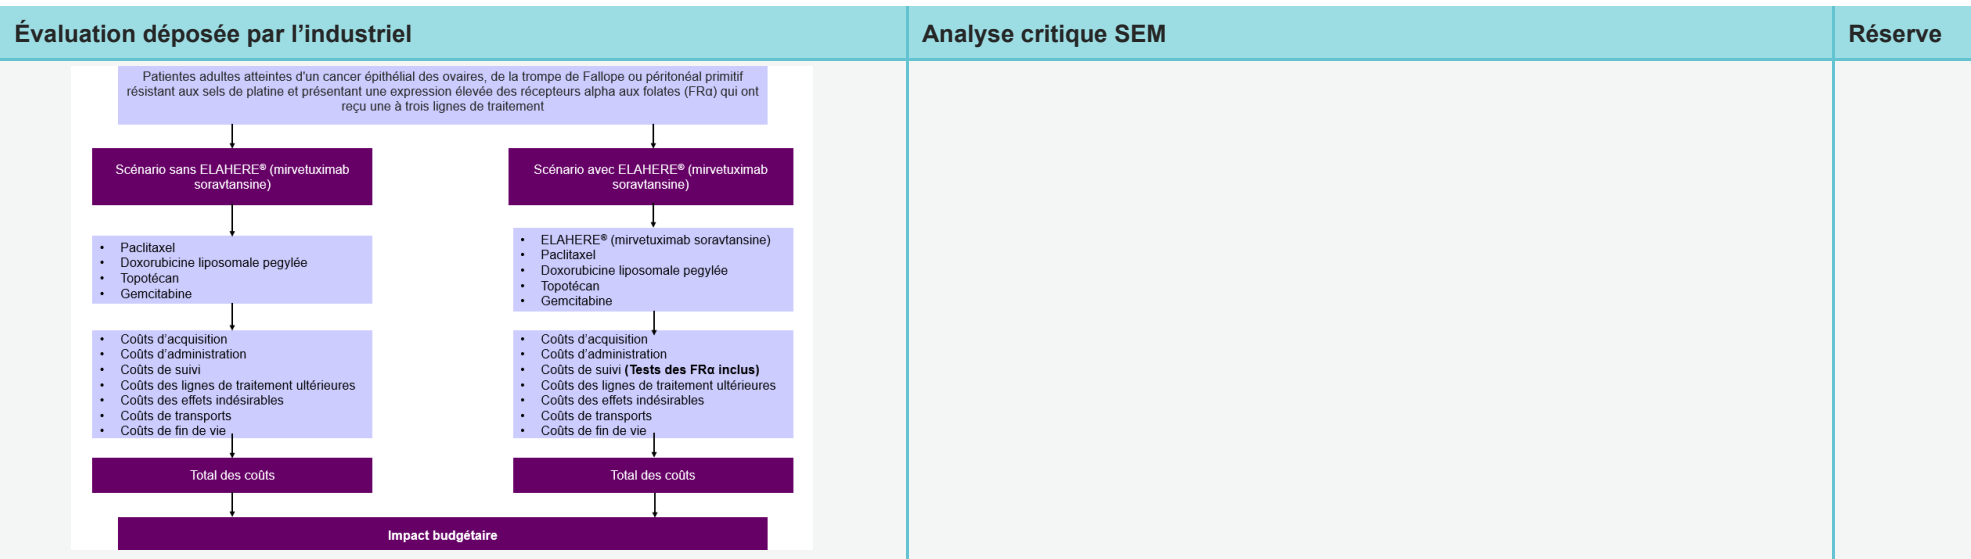 Évaluation déposée par l’industriel
Analyse critique SEM
Réserve
Patientes adultes atteintes d'un cancer épithélial des ovaires, de la trompe de Fallope ou péritonéal primitif
résistant aux sels de platine et présentant une expression élevée des récepteurs alpha aux folates (FRα) qui ont
reçu une à trois lignes de traitement
Scénario sans ELAHERE® (mirvetuximab
soravtansine)
• Paclitaxel
• Doxorubicine liposomale pegylée
• Topotécan
• Gemcitabine
• Coûts d’acquisition
• Coûts d’administration
• Coûts de suivi
• Coûts des lignes de traitement ultérieures
• Coûts des effets indésirables
• Coûts de transports
• Coûts de fin de vie
Total des coûts
Scénario avec ELAHERE® (mirvetuximab
soravtansine)
• ELAHERE® (mirvetuximab soravtansine)
• Paclitaxel
• Doxorubicine liposomale pegylée
• Topotécan
• Gemcitabine
• Coûts d’acquisition
• Coûts d’administration
• Coûts de suivi (Tests des FRα inclus)
• Coûts des lignes de traitement ultérieures
• Coûts des effets indésirables
• Coûts de transports
• Coûts de fin de vie
Total des coûts
Impact budgétaire